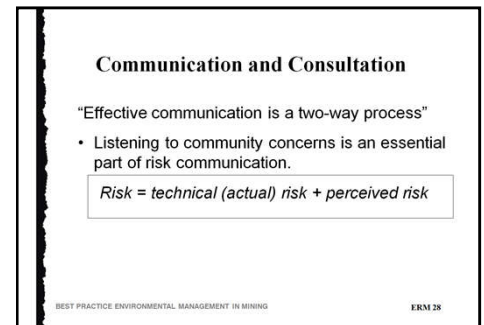 Communication and Consultation
“Effective communication is a two-way process”
• Listening to community concerns is an essential
part of risk communication.
Risk = technical (actual) risk + perceived risk
BEST PRACTICE ENVIRONMENTAL MANAGEMENT IN MINING
ERM 28